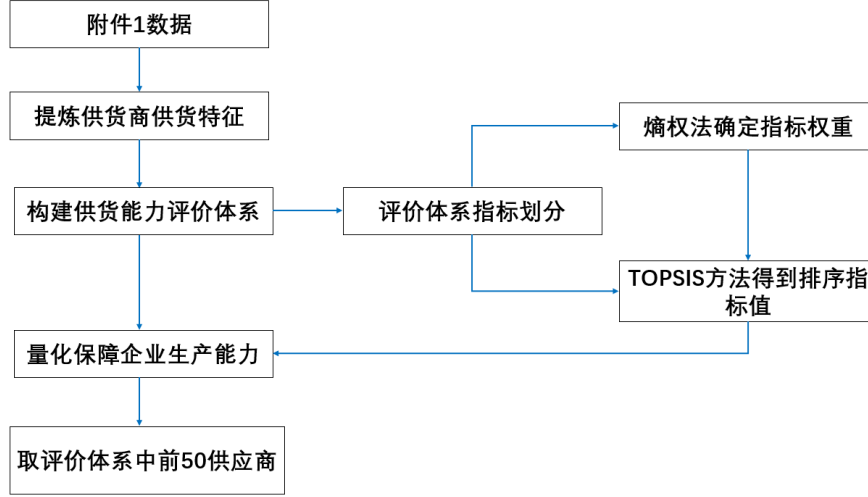 附件1数据
提炼供货商供货特征
熵权法确定指标权重
构建供货能力评价体系
评价体系指标划分
TOPSIS方法得到排序指
标值
量化保障企业生产能力
取评价体系中前50供应商